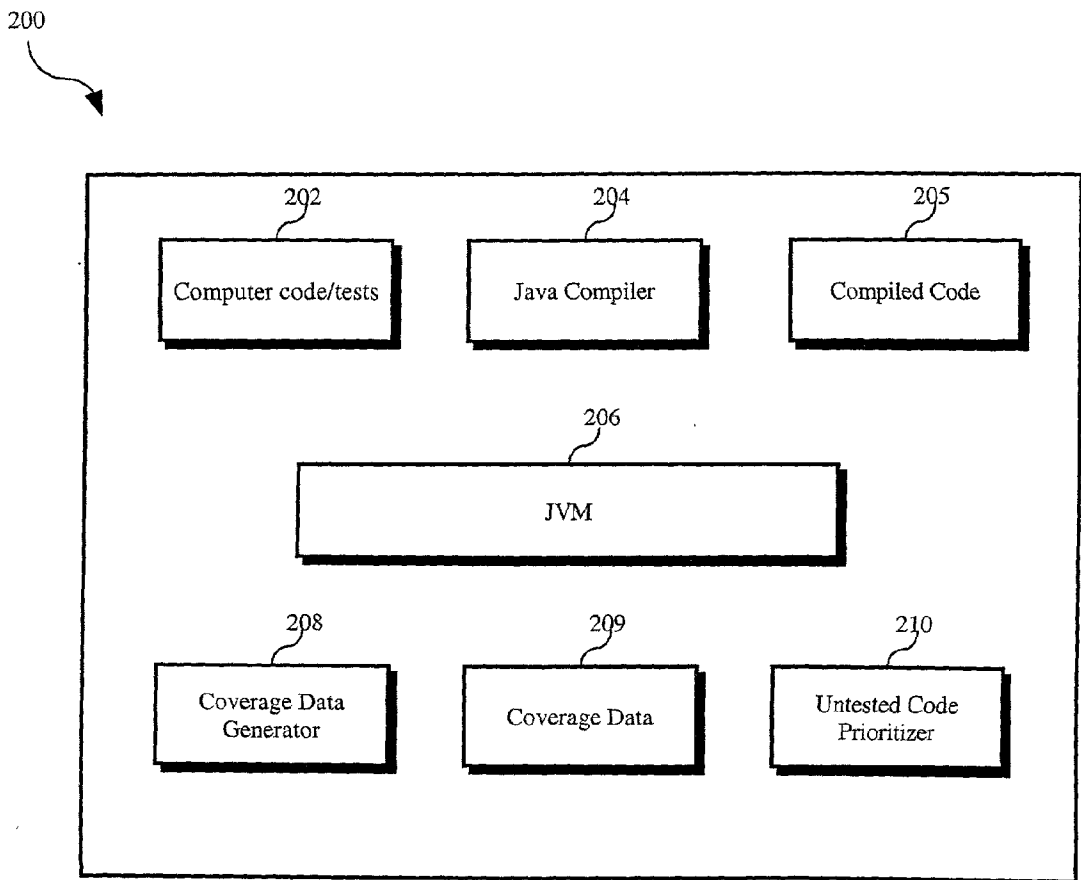 200
202
204
205
Computer code/tests
Java Compiler
Compiled Code
206
JVM
208
209
210
Coverage Data
Generator
Coverage Data
Untested Code
Prioritizer